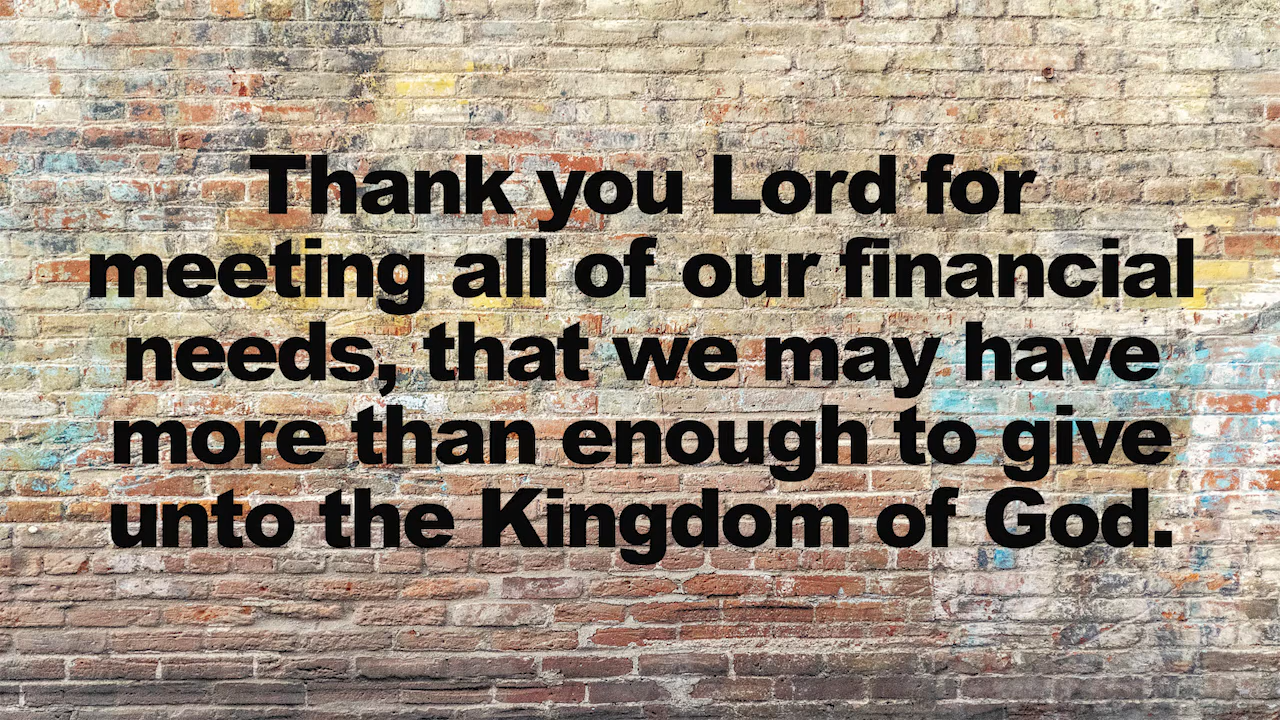 Thank you Lord for
meeting all of our financial
needs, that we may have
more than enough to give
unto the Kingdom of God.